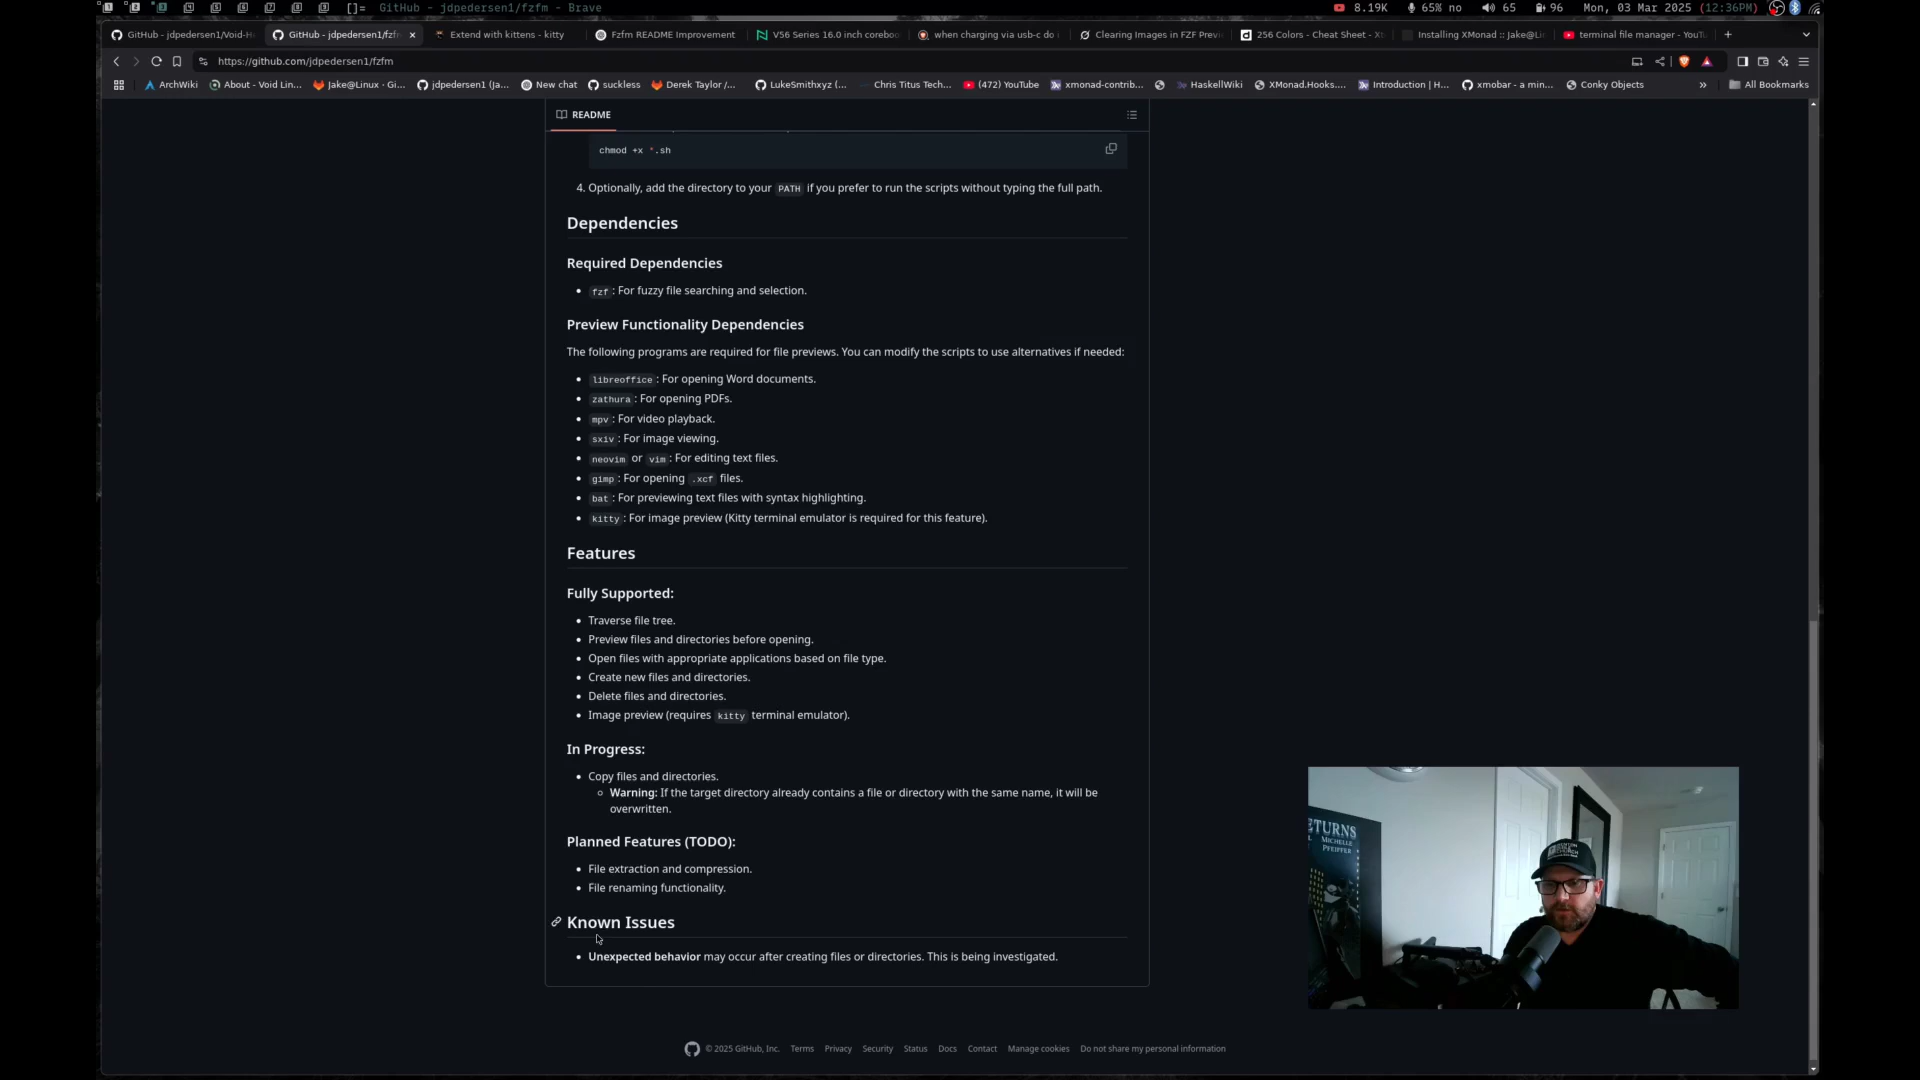 1 2 3 4 5 6 7 8 9 []= GitHub - jdpedersen1/fzfm - Brave 8.19K 65% no 65 96 Mon, 03 Mar 2025 (12:36PM)
GitHub - jdpedersen1/Void-H GitHub - jdpedersen1/fzf Extend with kittens - kitty Fzfm README Improvement V56 Series 16.0 inch coreboo when charging via usb-c do i Clearing Images in FZF Previ 256 Colors - Cheat Sheet - Xt Installing XMonad :: Jake@Li terminal file manager - YouTu
https://github.com/jdpedersen1/fzfm
ArchWiki About - Void Lin... Jake@Linux · Gi... jdpedersen1 (Ja... New chat suckless Derek Taylor /... LukeSmithxyz (... Chris Titus Tech... (472) YouTube xmonad-contrib... HaskellWiki XMonad.Hooks.... Introduction | H... xmobar - a min... Conky Objects » All Bookmarks
README
chmod +x *.sh
4. Optionally, add the directory to your PATH if you prefer to run the scripts without typing the full path.
Dependencies
Required Dependencies
• fzf: For fuzzy file searching and selection.
Preview Functionality Dependencies
The following programs are required for file previews. You can modify the scripts to use alternatives if needed:
• libreoffice: For opening Word documents.
• zathura: For opening PDFs.
• mpv: For video playback.
• sxiv: For image viewing.
• neovim or vim: For editing text files.
• gimp: For opening .xcf files.
• bat: For previewing text files with syntax highlighting.
• kitty: For image preview (Kitty terminal emulator is required for this feature).
Features
Fully Supported:
• Traverse file tree.
• Preview files and directories before opening.
• Open files with appropriate applications based on file type.
• Create new files and directories.
• Delete files and directories.
• Image preview (requires kitty terminal emulator).
In Progress:
• Copy files and directories.
◦ Warning: If the target directory already contains a file or directory with the same name, it will be
overwritten.
Planned Features (TODO):
• File extraction and compression.
• File renaming functionality.
Known Issues
• Unexpected behavior may occur after creating files or directories. This is being investigated.
© 2025 GitHub, Inc. Terms Privacy Security Status Docs Contact Manage cookies Do not share my personal information
ETURNS
MICHELLE
PFEIFFER